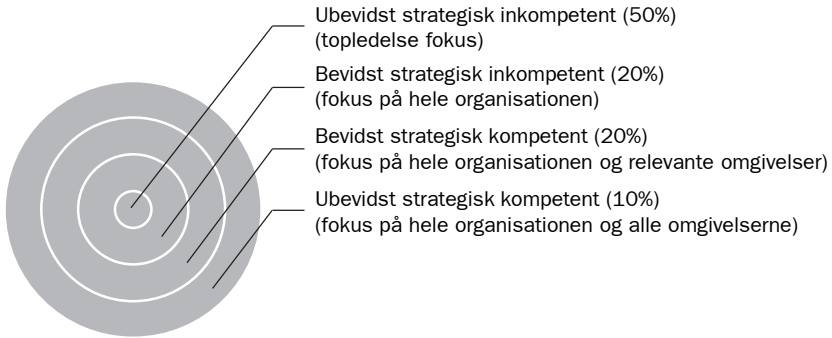 Ubevidst strategisk inkompetent (50%)
(topledelse fokus)
Bevidst strategisk inkompetent (20%)
(fokus på hele organisationen)
Bevidst strategisk kompetent (20%)
(fokus på hele organisationen og relevante omgivelser)
Ubevidst strategisk kompetent (10%)
(fokus på hele organisationen og alle omgivelserne)